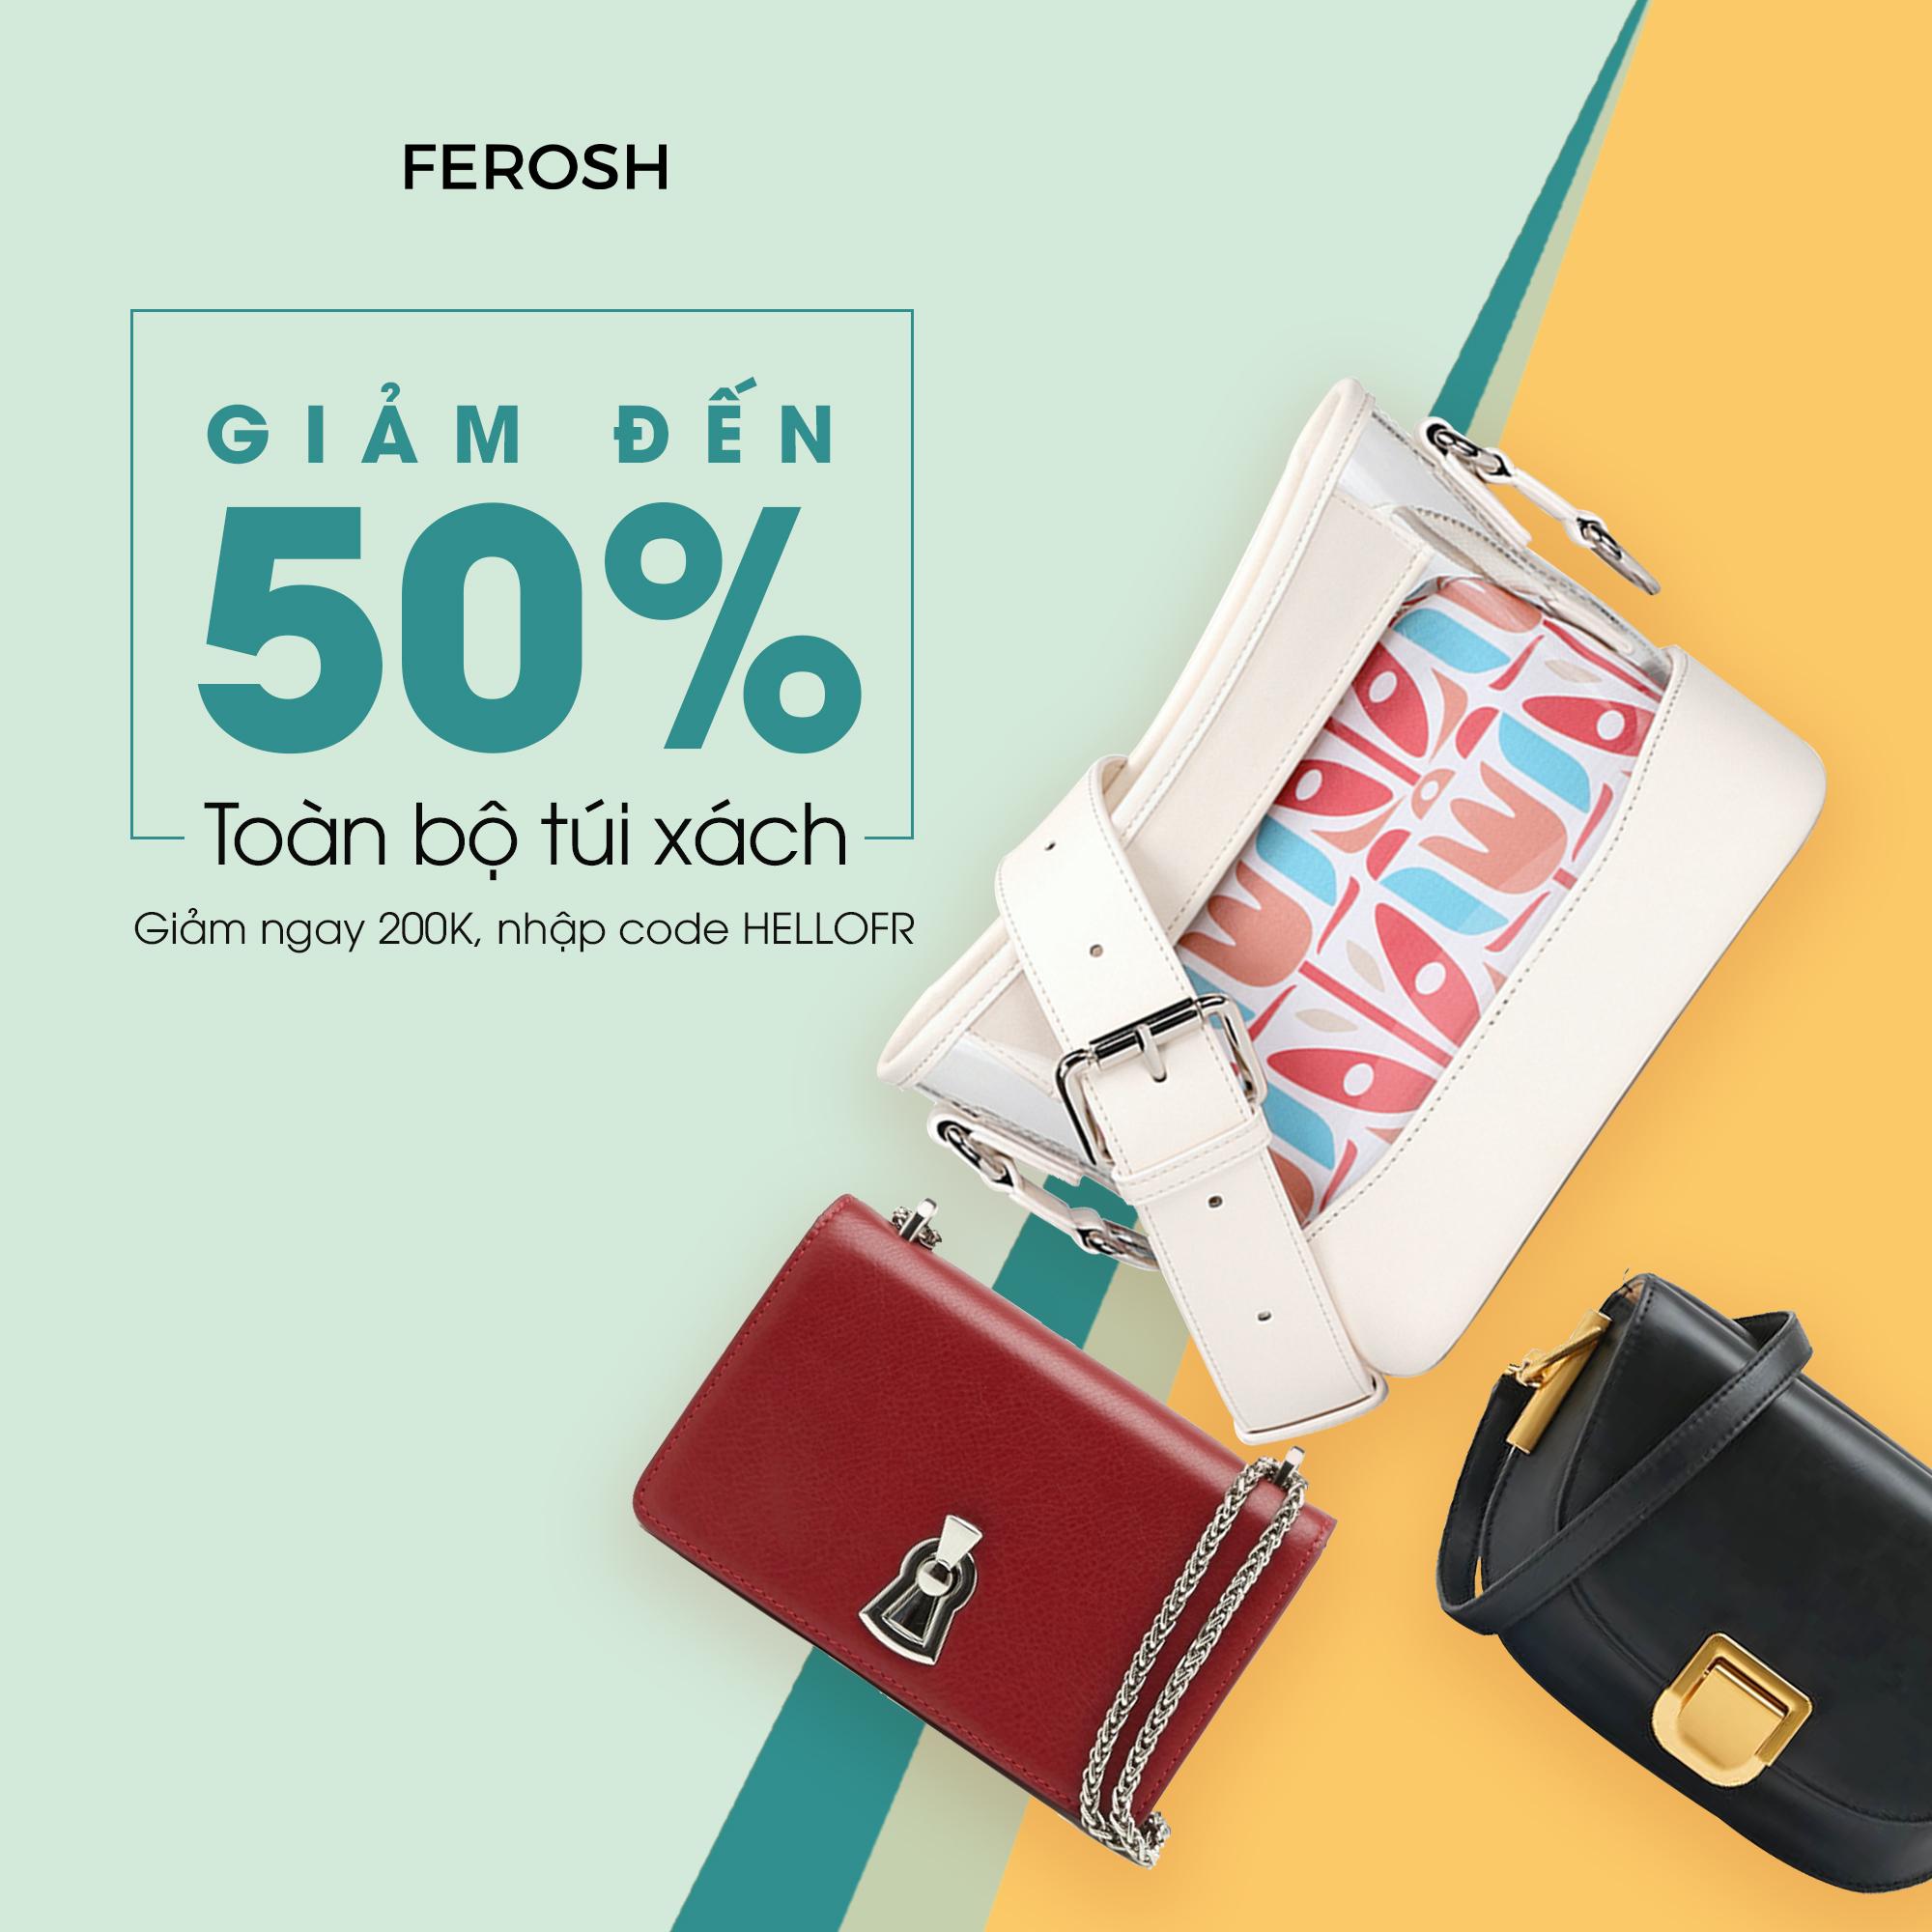 FEROSH
GIẢM ĐẾN
50%
Toàn bộ túi xách
Giảm ngay 200K, nhập code HELLOFR